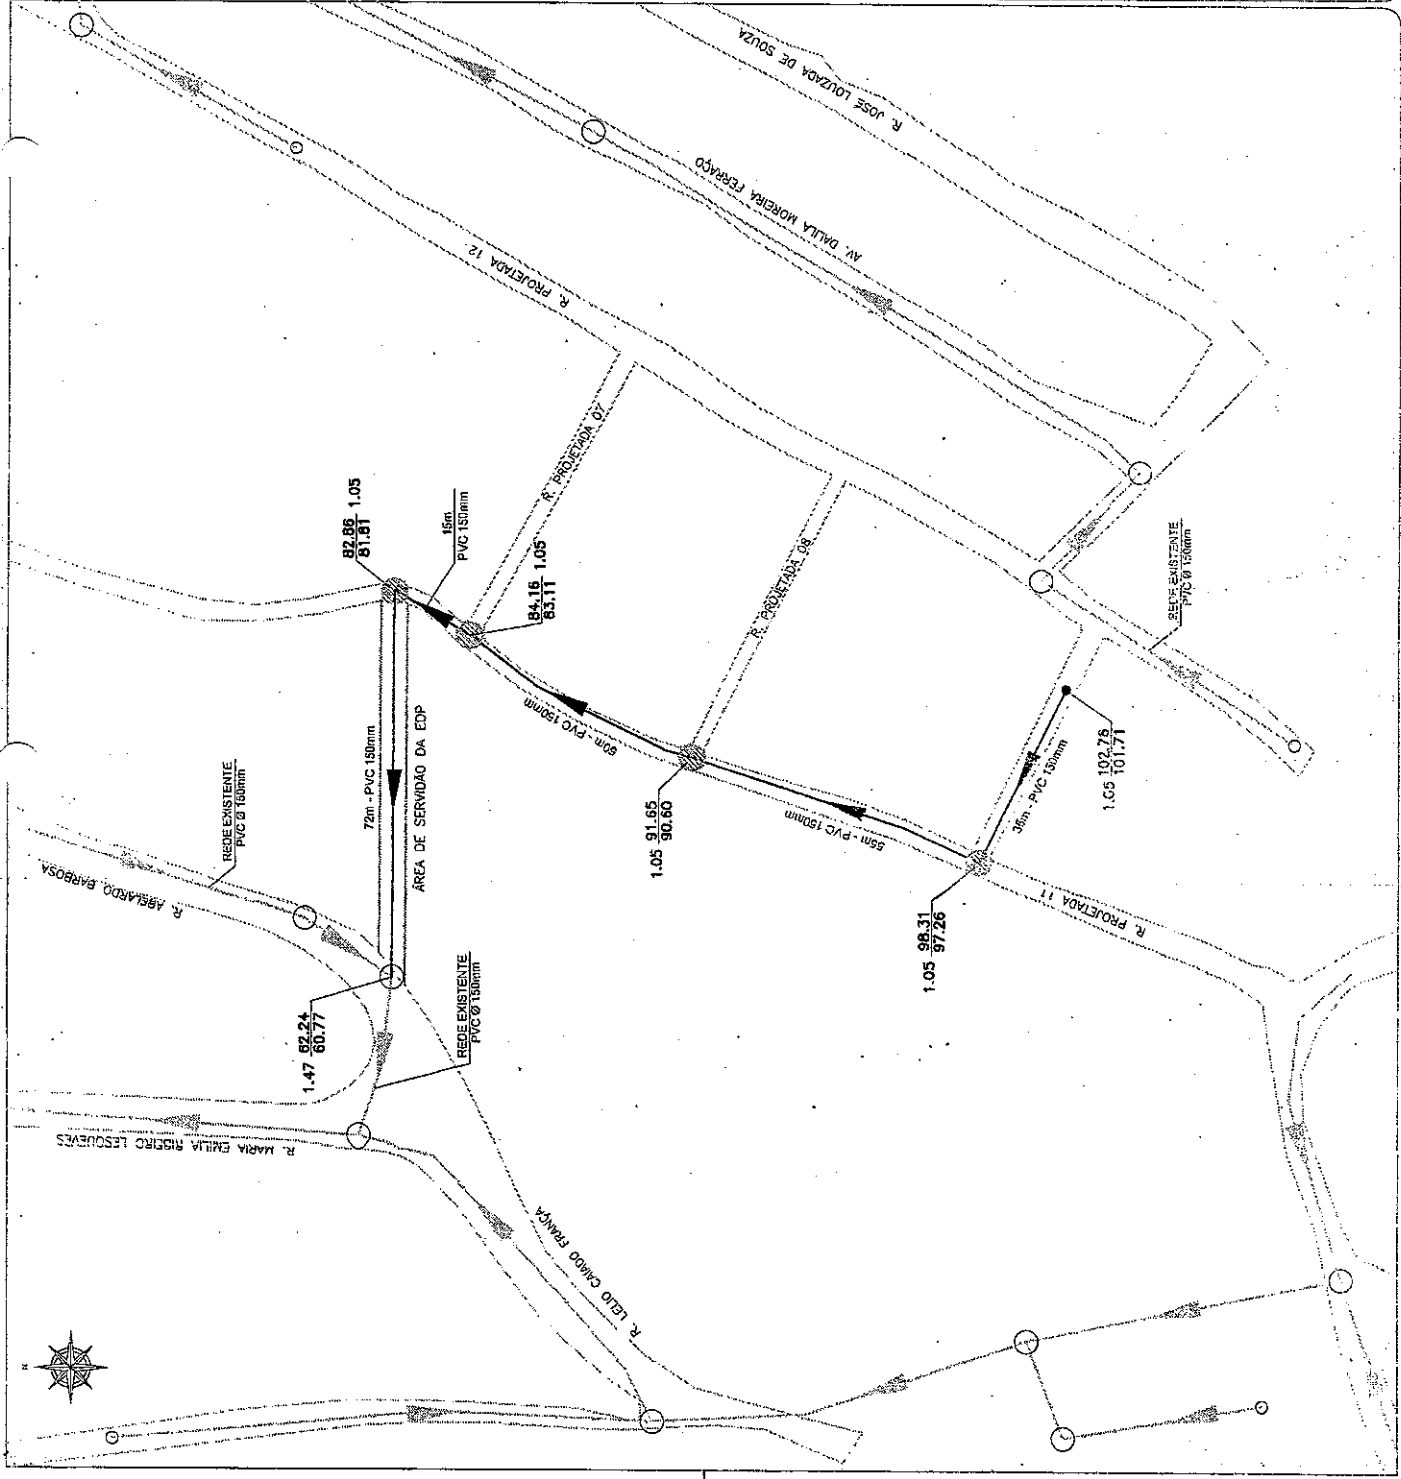 R. JOSÉ LOUZADA DE SOUZA
AV. DALILA MOREIRA FERRAÇO
R. PROJETADA 12
R. PROJETADA 07
82.86 1.05
81.81
15m
PVC 150mm
84.16 1.05
83.11
R. PROJETADA 08
REDE EXISTENTE
PVC Ø 150mm
60m - PVC 150mm
72m - PVC 150mm
ÁREA DE SERVIDÃO DA EDP
REDE EXISTENTE
PVC Ø 150mm
R. ABELARDO BARBOSA
1.05 91.65
90.60
55m - PVC 150mm
36m - PVC 150mm
1.05 102.76
101.71
1.05 98.31
97.26
R. PROJETADA 11
1.47 62.24
60.77
REDE EXISTENTE
PVC Ø 150mm
R. MARIA EMILIA RIBEIRO LESQUEVES
R. LELIO CAIADO FRANÇA
N